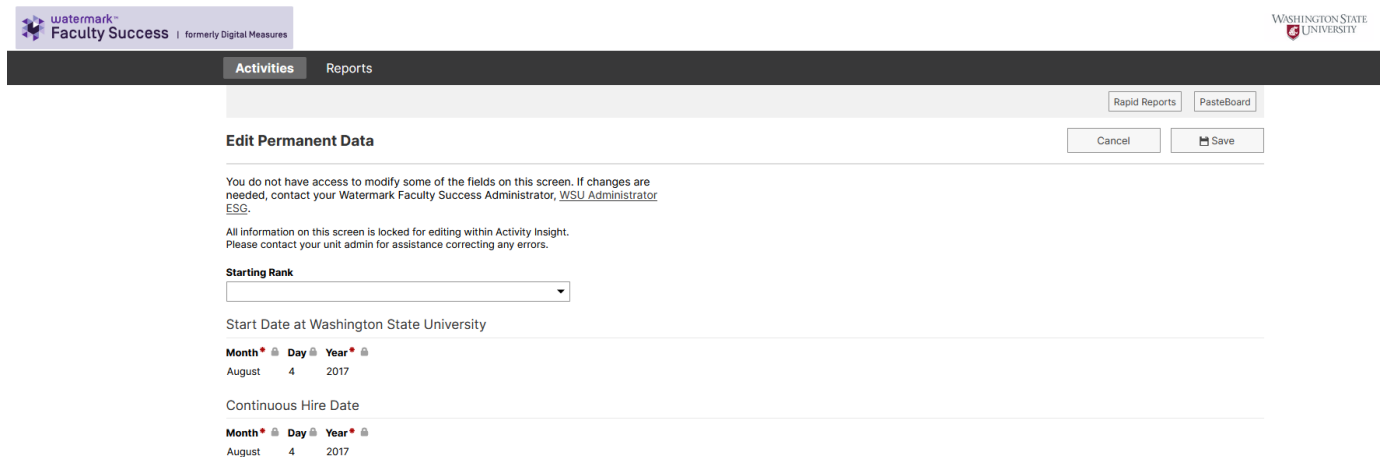 watermark™
Faculty Success | formerly Digital Measures
WASHINGTON STATE
UNIVERSITY
Activities Reports
Rapid Reports PasteBoard
Edit Permanent Data
Cancel Save
You do not have access to modify some of the fields on this screen. If changes are
needed, contact your Watermark Faculty Success Administrator, WSU Administrator
ESG.
All information on this screen is locked for editing within Activity Insight.
Please contact your unit admin for assistance correcting any errors.
Starting Rank
Start Date at Washington State University
Month* Day Year*
August 4 2017
Continuous Hire Date
Month* Day Year*
August 4 2017